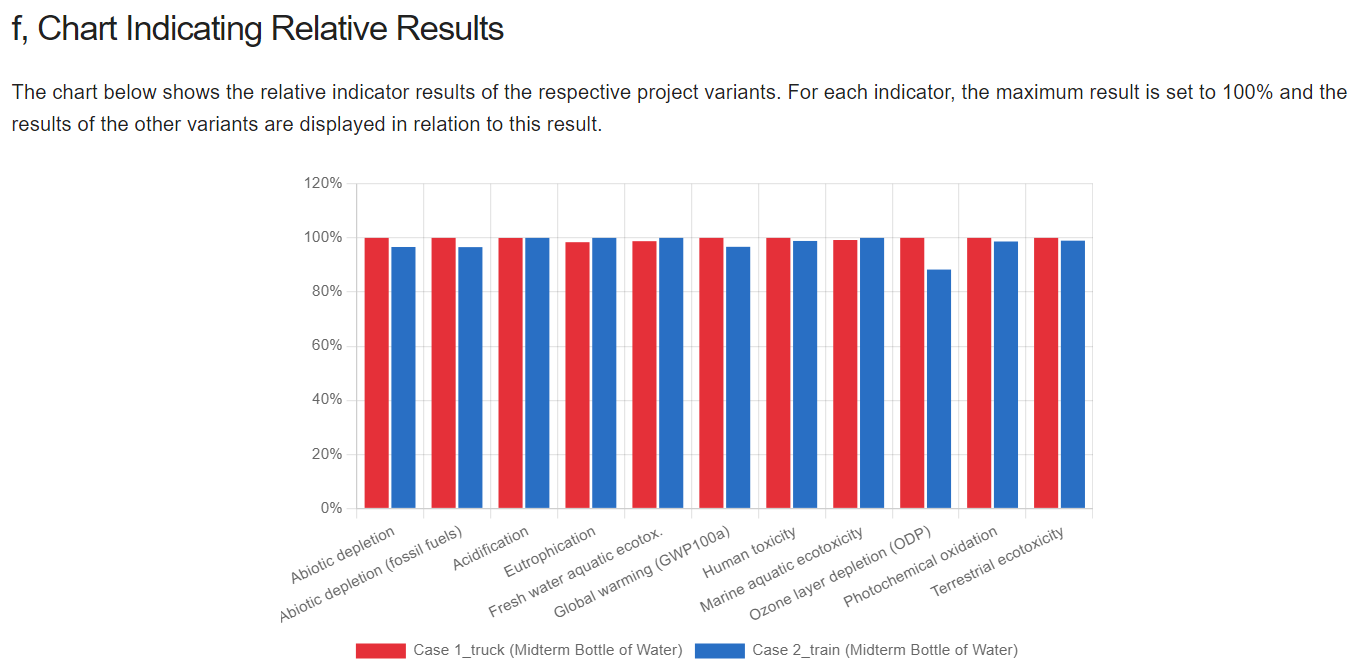 f, Chart Indicating Relative Results
The chart below shows the relative indicator results of the respective project variants. For each indicator, the maximum result is set to 100% and the
results of the other variants are displayed in relation to this result.
120%
100%
80%
60%
40%
20%
0%
Abiotic depletion
Abiotic depletion (fossil fuels)
Acidification
Eutrophication
Fresh water aquatic ecotox.
Global warming (GWP100a)
Human toxicity
Marine aquatic ecotoxicity
Ozone layer depletion (ODP)
Photochemical oxidation
Terrestrial ecotoxicity
Case 1_truck (Midterm Bottle of Water)
Case 2_train (Midterm Bottle of Water)